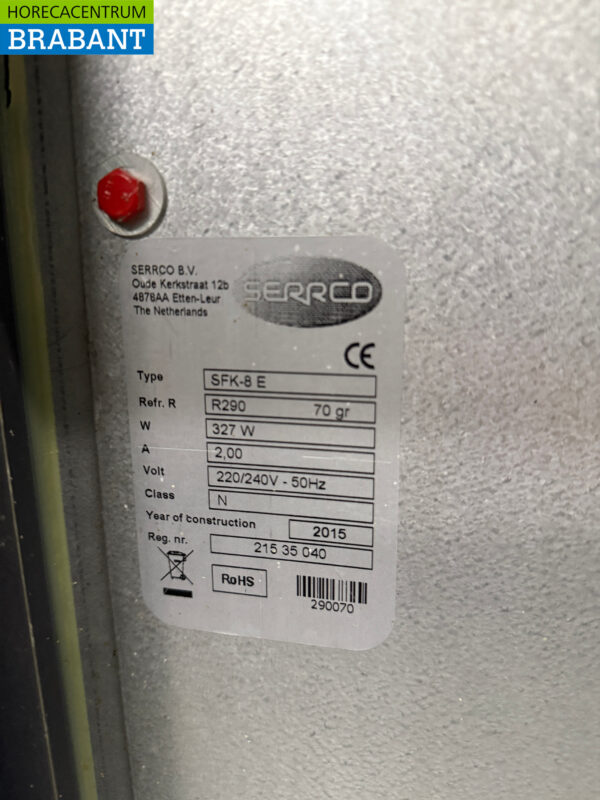 HORECACENTRUM
BRABANT
SERRCO B.V.
Oude Kerkstraat 12b
4878AA Etten-Leur
The Netherlands
SERRCO
CE
Type SFK-8 E
Refr. R R290 70 gr
W 327 W
A 2,00
Volt 220/240V - 50Hz
Class N
Year of construction 2015
Reg. nr. 215 35 040
RoHS
290070